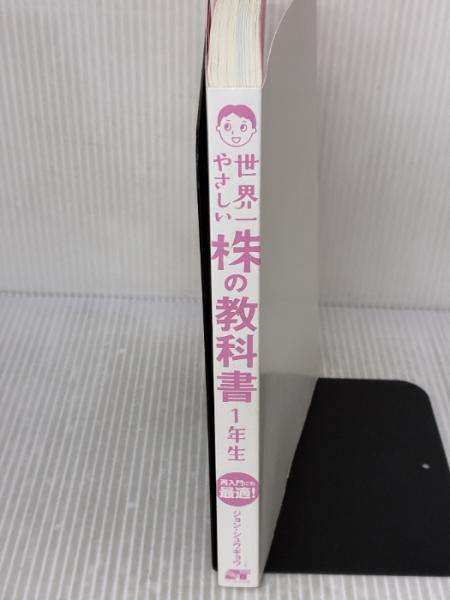 世界一
やさしい
株の教科書
1年生
再入門にも
最適！
ジョン・シュウギョウ